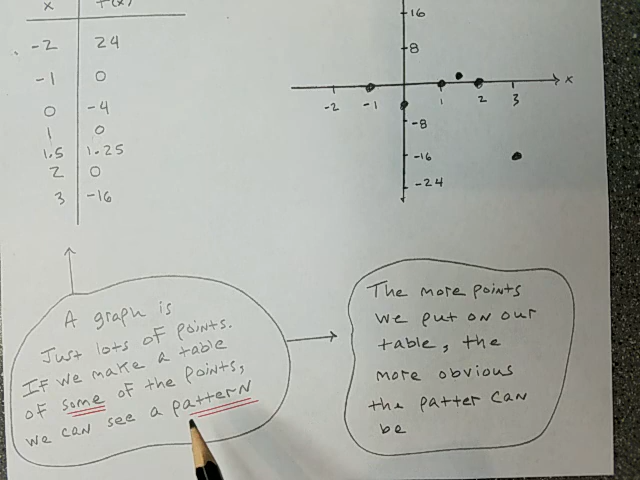 x f(x)
-2 24
-1 0
0 -4
1 0
1.5 1.25
2 0
3 -16
16
8
-2 -1 1 2 3 x
-8
-16
-24
A graph is
Just lots of points.
If we make a table
of some of the points,
we can see a pattern
The more points
we put on our
table, the
more obvious
the patter can
be